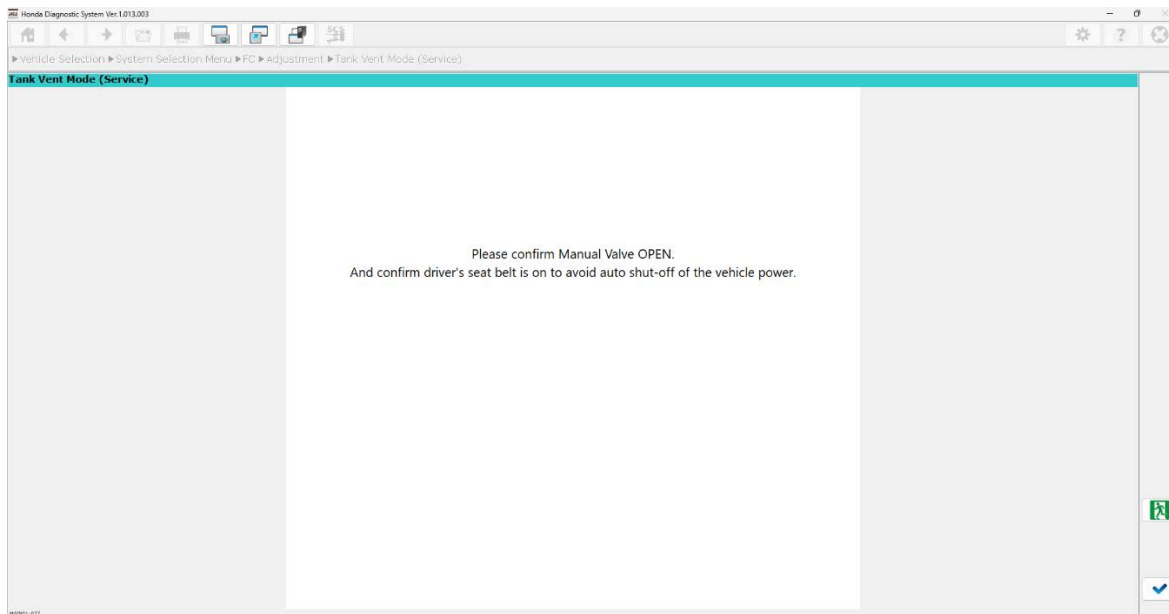 Honda Diagnostic System Ver.1.013.003
SCS
?
▶Vehicle Selection▶System Selection Menu▶FC▶Adjustment▶Tank Vent Mode (Service)
Tank Vent Mode (Service)
Please confirm Manual Valve OPEN.
And confirm driver's seat belt is on to avoid auto shut-off of the vehicle power.